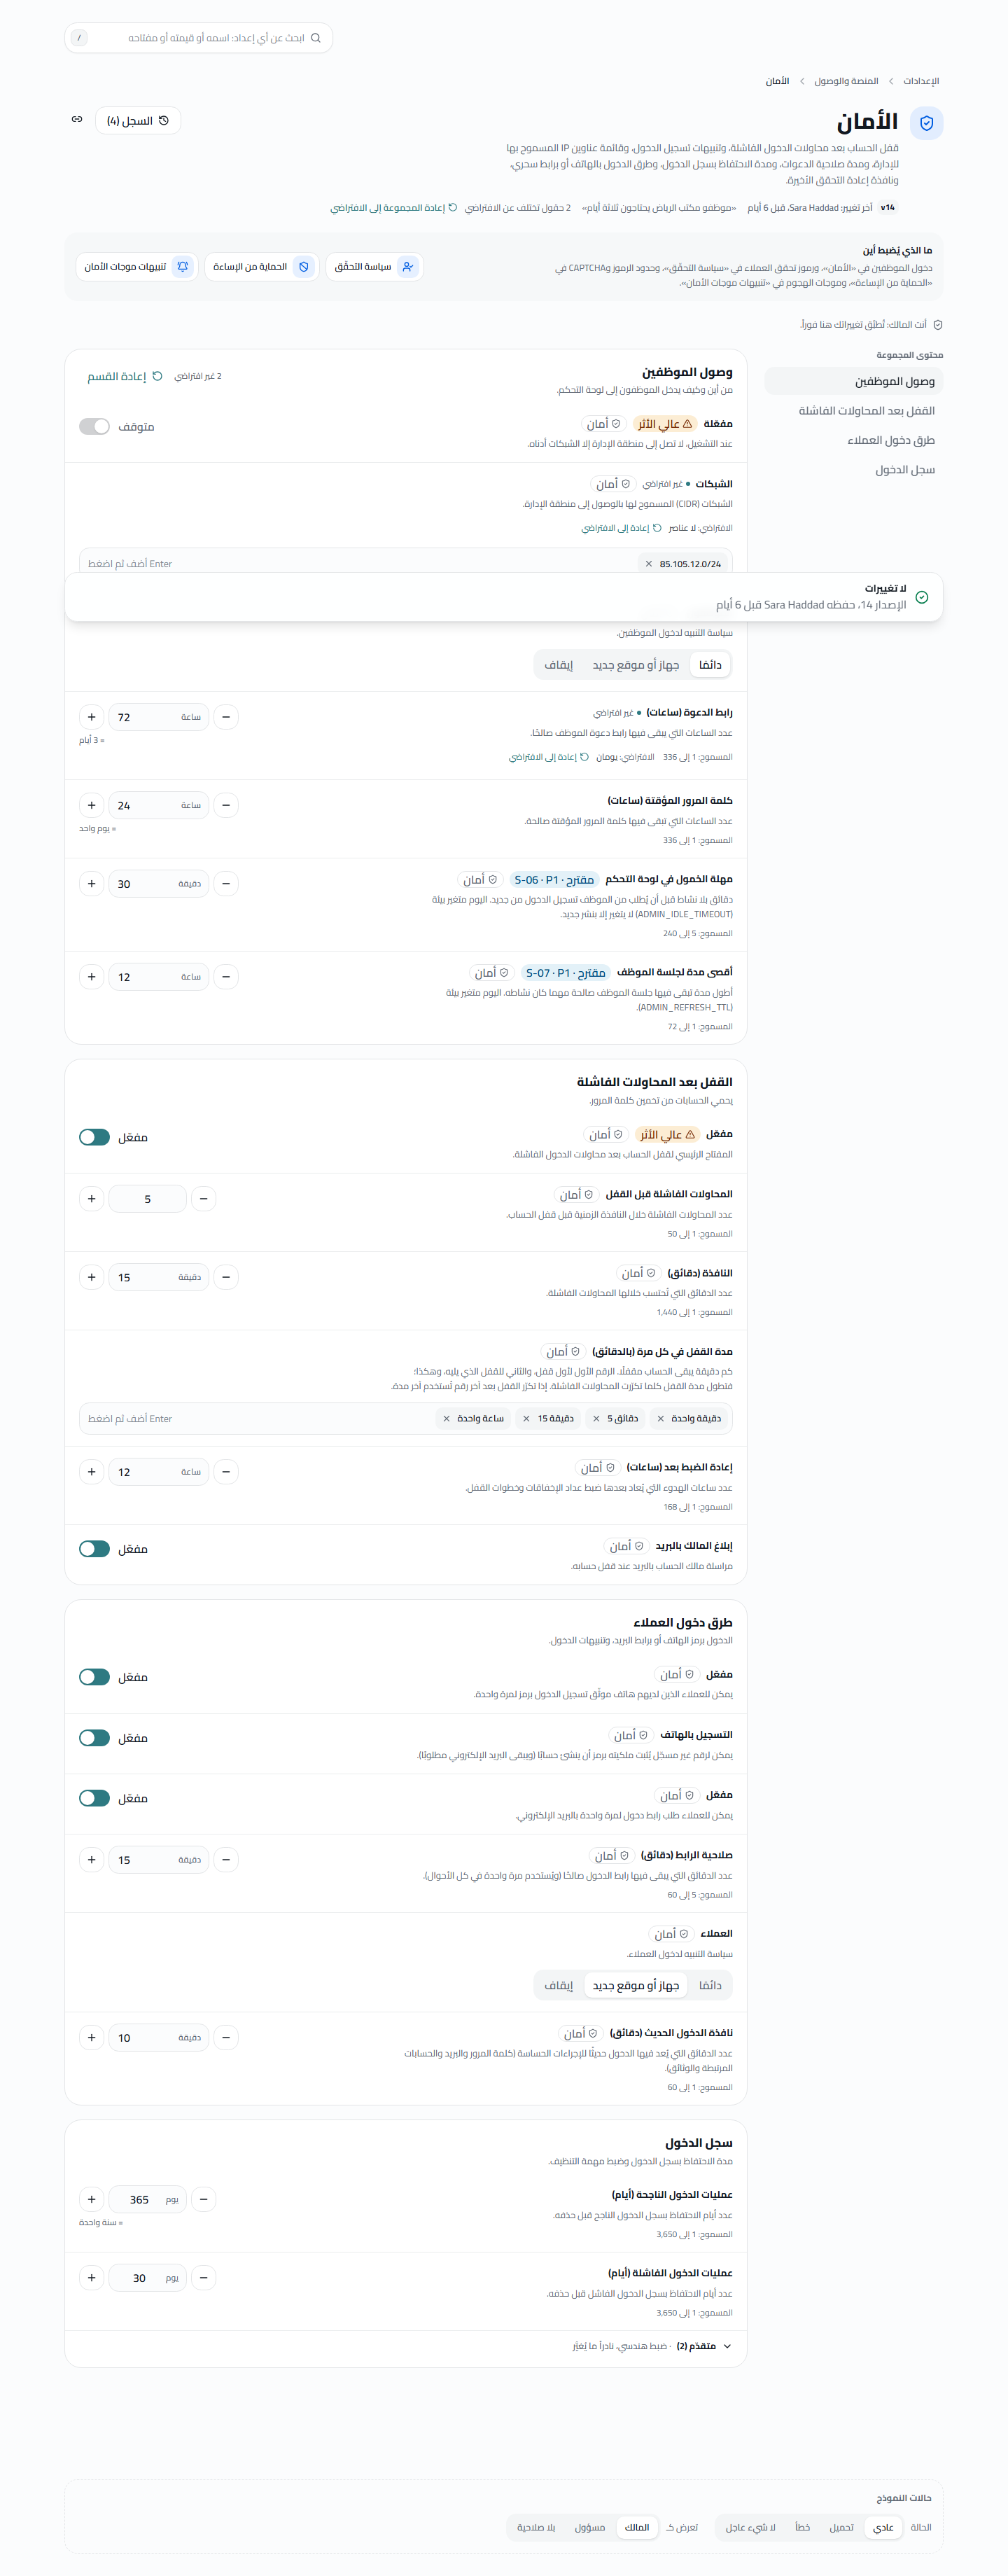 ابحث عن أي إعداد: اسمه أو قيمته أو مفتاحه
/
الإعدادات
المنصة والوصول
الأمان
الأمان
السجل (4)
قفل الحساب بعد محاولات الدخول الفاشلة، وتنبيهات تسجيل الدخول، وقائمة عناوين IP المسموح بها
للإدارة، ومدة صلاحية الدعوات، ومدة الاحتفاظ بسجل الدخول، وطرق الدخول بالهاتف أو برابط سحري،
ونافذة إعادة التحقق الأخيرة.
v14 آخر تغيير: Sara Haddad، قبل 6 أيام «موظفو مكتب الرياض يحتاجون ثلاثة أيام» 2 حقول تختلف عن الافتراضي إعادة المجموعة إلى الافتراضي
ما الذي يُضبط أين
دخول الموظفين في «الأمان»، ورموز تحقق العملاء في «سياسة التحقّق»، وحدود الرموز وCAPTCHA في
«الحماية من الإساءة»، وموجات الهجوم في «تنبيهات موجات الأمان».
سياسة التحقّق
الحماية من الإساءة
تنبيهات موجات الأمان
أنت المالك: تُطبَّق تغييراتك هنا فوراً.
محتوى المجموعة
وصول الموظفين
القفل بعد المحاولات الفاشلة
طرق دخول العملاء
سجل الدخول
وصول الموظفين
2 غير افتراضي إعادة القسم
من أين وكيف يدخل الموظفون إلى لوحة التحكم.
مفعّلة عالي الأثر أمان
متوقف
عند التشغيل، لا تصل إلى منطقة الإدارة إلا الشبكات أدناه.
الشبكات غير افتراضي أمان
الشبكات (CIDR) المسموح لها بالوصول إلى منطقة الإدارة.
الافتراضي: لا عناصر إعادة إلى الافتراضي
85.105.12.0/24
أضف ثم اضغط Enter
لا تغييرات
الإصدار 14، حفظه Sara Haddad قبل 6 أيام
سياسة التنبيه لدخول الموظفين.
دائمًا
جهاز أو موقع جديد
إيقاف
رابط الدعوة (ساعات) غير افتراضي
ساعة 72
= 3 أيام
عدد الساعات التي يبقى فيها رابط دعوة الموظف صالحًا.
المسموح: 1 إلى 336 الافتراضي: يومان إعادة إلى الافتراضي
كلمة المرور المؤقتة (ساعات)
ساعة 24
= يوم واحد
عدد الساعات التي تبقى فيها كلمة المرور المؤقتة صالحة.
المسموح: 1 إلى 336
مهلة الخمول في لوحة التحكم مقترح · S-06 · P1 أمان
دقيقة 30
دقائق بلا نشاط قبل أن يُطلب من الموظف تسجيل الدخول من جديد. اليوم متغير بيئة
(ADMIN_IDLE_TIMEOUT) لا يتغير إلا بنشر جديد.
المسموح: 5 إلى 240
أقصى مدة لجلسة الموظف مقترح · S-07 · P1 أمان
ساعة 12
أطول مدة تبقى فيها جلسة الموظف صالحة مهما كان نشاطه. اليوم متغير بيئة
(ADMIN_REFRESH_TTL).
المسموح: 1 إلى 72
القفل بعد المحاولات الفاشلة
يحمي الحسابات من تخمين كلمة المرور.
مفعّل عالي الأثر أمان
مفعّل
المفتاح الرئيسي لقفل الحساب بعد محاولات الدخول الفاشلة.
المحاولات الفاشلة قبل القفل أمان
5
عدد المحاولات الفاشلة خلال النافذة الزمنية قبل قفل الحساب.
المسموح: 1 إلى 50
النافذة (دقائق) أمان
دقيقة 15
عدد الدقائق التي تُحتسب خلالها المحاولات الفاشلة.
المسموح: 1 إلى 1,440
مدة القفل في كل مرة (بالدقائق) أمان
كم دقيقة يبقى الحساب مقفلًا. الرقم الأول لأول قفل، والثاني للقفل الذي يليه، وهكذا؛
فتطول مدة القفل كلما تكرّرت المحاولات الفاشلة. إذا تكرّر القفل بعد آخر رقم تُستخدم آخر مدة.
دقيقة واحدة
5 دقائق
15 دقيقة
ساعة واحدة
أضف ثم اضغط Enter
إعادة الضبط بعد (ساعات) أمان
ساعة 12
عدد ساعات الهدوء التي يُعاد بعدها ضبط عداد الإخفاقات وخطوات القفل.
المسموح: 1 إلى 168
إبلاغ المالك بالبريد أمان
مفعّل
مراسلة مالك الحساب بالبريد عند قفل حسابه.
طرق دخول العملاء
الدخول برمز الهاتف أو برابط البريد، وتنبيهات الدخول.
مفعّل أمان
مفعّل
يمكن للعملاء الذين لديهم هاتف موثّق تسجيل الدخول برمز لمرة واحدة.
التسجيل بالهاتف أمان
مفعّل
يمكن لرقم غير مسجّل يُثبت ملكيته برمز أن ينشئ حسابًا (ويبقى البريد الإلكتروني مطلوبًا).
مفعّل أمان
مفعّل
يمكن للعملاء طلب رابط دخول لمرة واحدة بالبريد الإلكتروني.
صلاحية الرابط (دقائق) أمان
دقيقة 15
عدد الدقائق التي يبقى فيها رابط الدخول صالحًا (ويُستخدم مرة واحدة في كل الأحوال).
المسموح: 5 إلى 60
العملاء أمان
سياسة التنبيه لدخول العملاء.
دائمًا
جهاز أو موقع جديد
إيقاف
نافذة الدخول الحديث (دقائق) أمان
دقيقة 10
عدد الدقائق التي يُعد فيها الدخول حديثًا للإجراءات الحساسة (كلمة المرور والبريد والحسابات
المرتبطة والوثائق).
المسموح: 1 إلى 60
سجل الدخول
مدة الاحتفاظ بسجل الدخول وضبط مهمة التنظيف.
عمليات الدخول الناجحة (أيام)
يوم 365
= سنة واحدة
عدد أيام الاحتفاظ بسجل الدخول الناجح قبل حذفه.
المسموح: 1 إلى 3,650
عمليات الدخول الفاشلة (أيام)
يوم 30
عدد أيام الاحتفاظ بسجل الدخول الفاشل قبل حذفه.
المسموح: 1 إلى 3,650
متقدّم (2) · ضبط هندسي، نادراً ما يُغيَّر
حالات النموذج
الحالة عادي تحميل خطأ لا شيء عاجل تعرض كـ المالك مسؤول بلا صلاحية